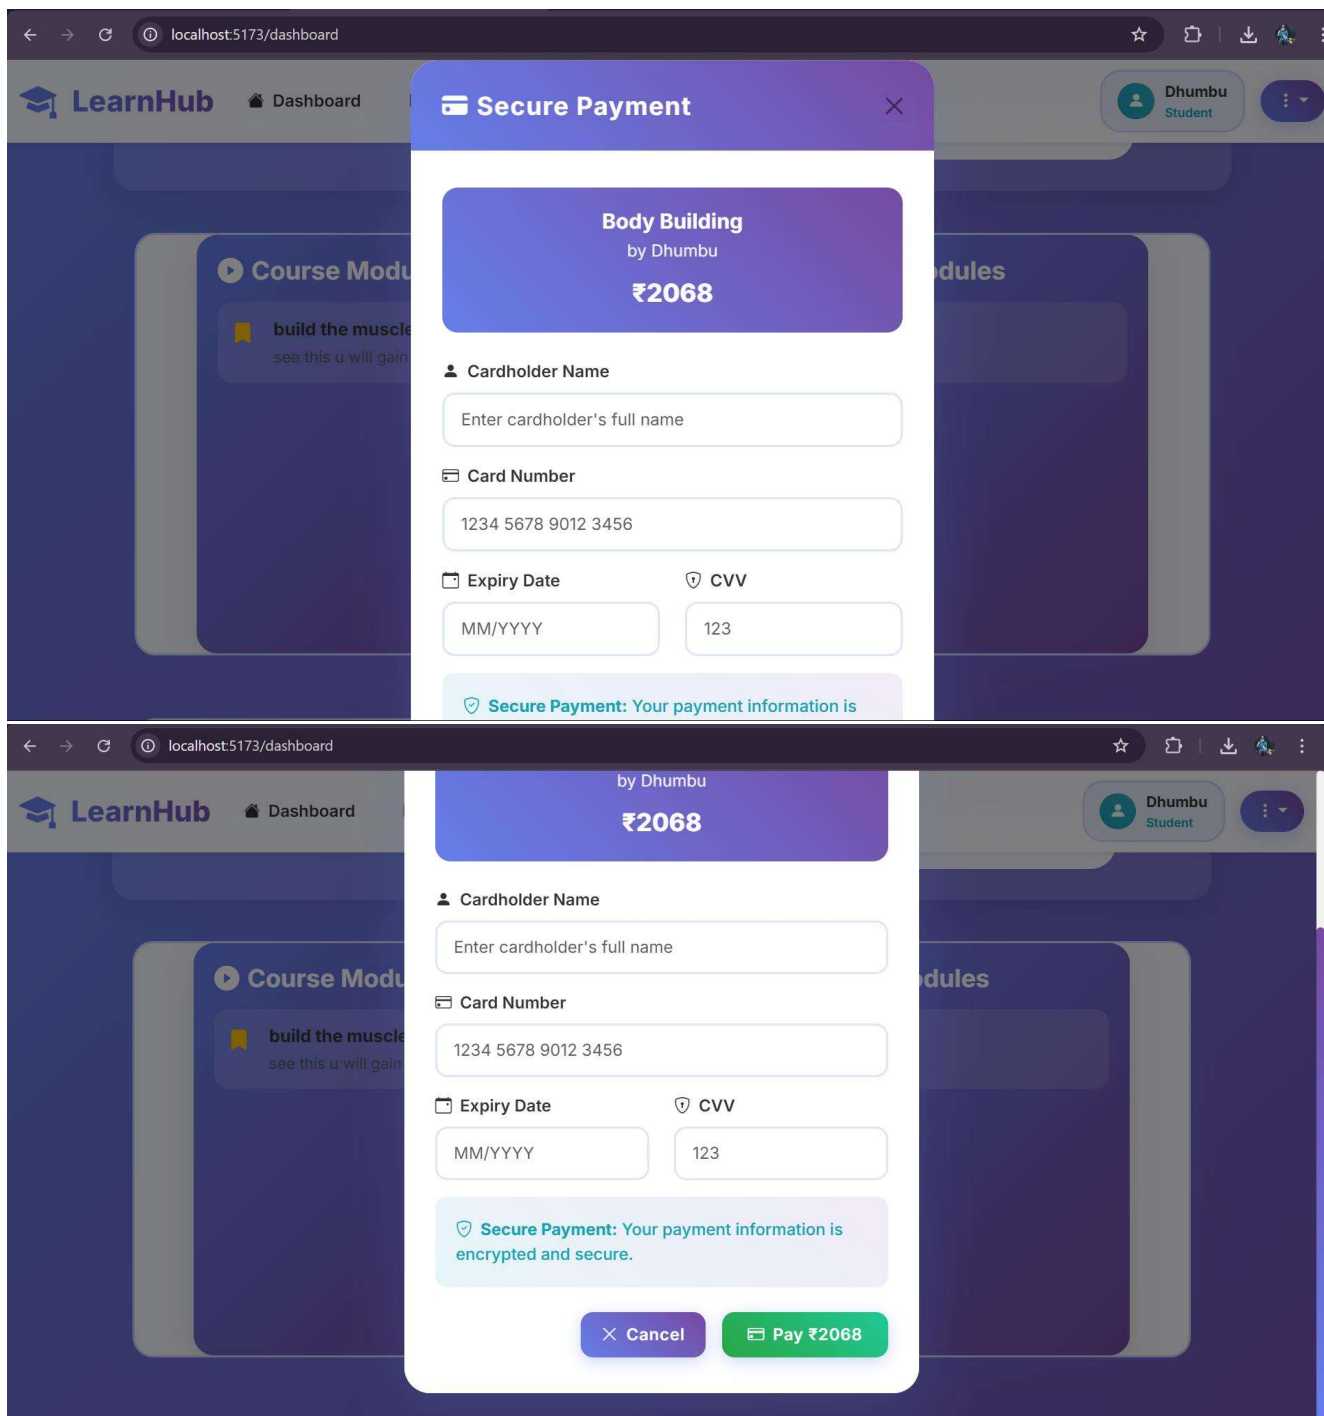 localhost:5173/dashboard
LearnHub
Dashboard
Secure Payment
Dhumbu
Student
Body Building
by Dhumbu
₹2068
Course Modu
dules
build the muscle
see this u will gain
Cardholder Name
Enter cardholder's full name
Card Number
1234 5678 9012 3456
Expiry Date
CVV
MM/YYYY
123
Secure Payment: Your payment information is
localhost:5173/dashboard
LearnHub
Dashboard
by Dhumbu
Dhumbu
Student
₹2068
Cardholder Name
Enter cardholder's full name
Course Modu
dules
Card Number
build the muscle
see this u will gain
1234 5678 9012 3456
Expiry Date
CVV
MM/YYYY
123
Secure Payment: Your payment information is
encrypted and secure.
Cancel
Pay ₹2068